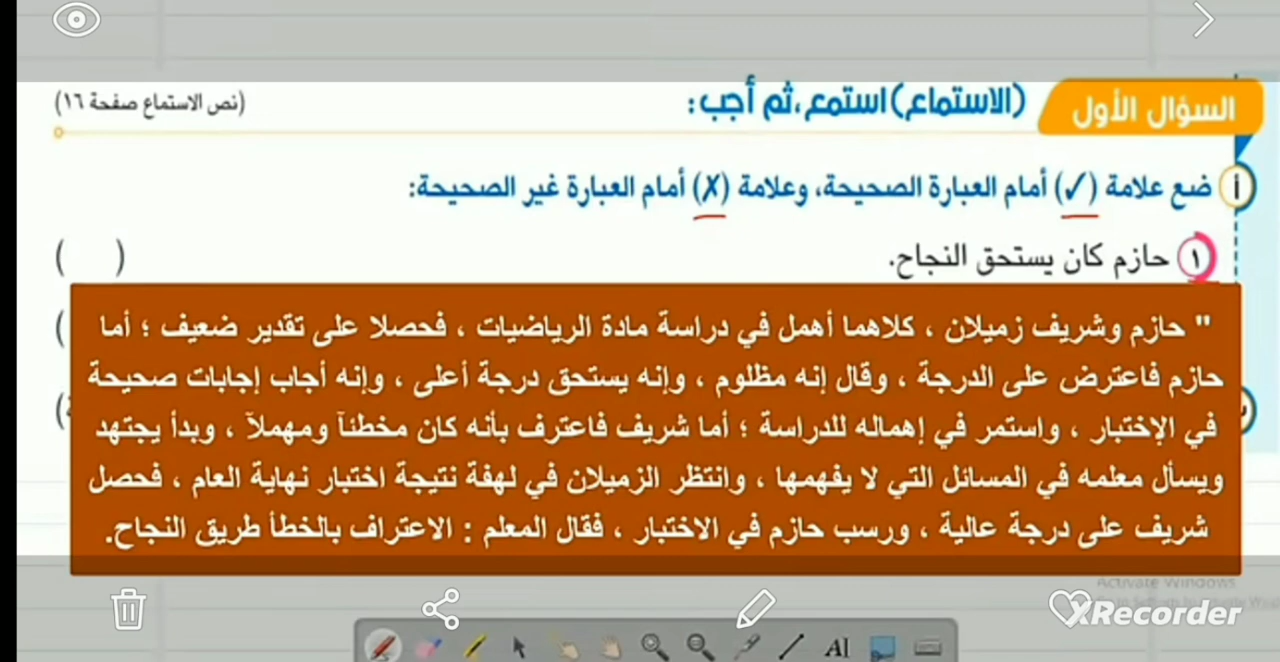 السؤال الأول
(الاستماع) استمع، ثم أجب:
(نص الاستماع صفحة ١٦)
أ ضع علامة (✓) أمام العبارة الصحيحة، وعلامة (✗) أمام العبارة غير الصحيحة:
١ حازم كان يستحق النجاح. ( )
" حازم وشريف زميلان ، كلاهما أهمل في دراسة مادة الرياضيات ، فحصلا على تقدير ضعيف ؛ أما
حازم فاعترض على الدرجة ، وقال إنه مظلوم ، وإنه يستحق درجة أعلى ، وإنه أجاب إجابات صحيحة
في الإختبار ، واستمر في إهماله للدراسة ؛ أما شريف فاعترف بأنه كان مخطئآ ومهملآ ، وبدأ يجتهد
ويسأل معلمه في المسائل التي لا يفهمها ، وانتظر الزميلان في لهفة نتيجة اختبار نهاية العام ، فحصل
شريف على درجة عالية ، ورسب حازم في الاختبار ، فقال المعلم : الاعتراف بالخطأ طريق النجاح.
Activate Windows
XRecorder
AI